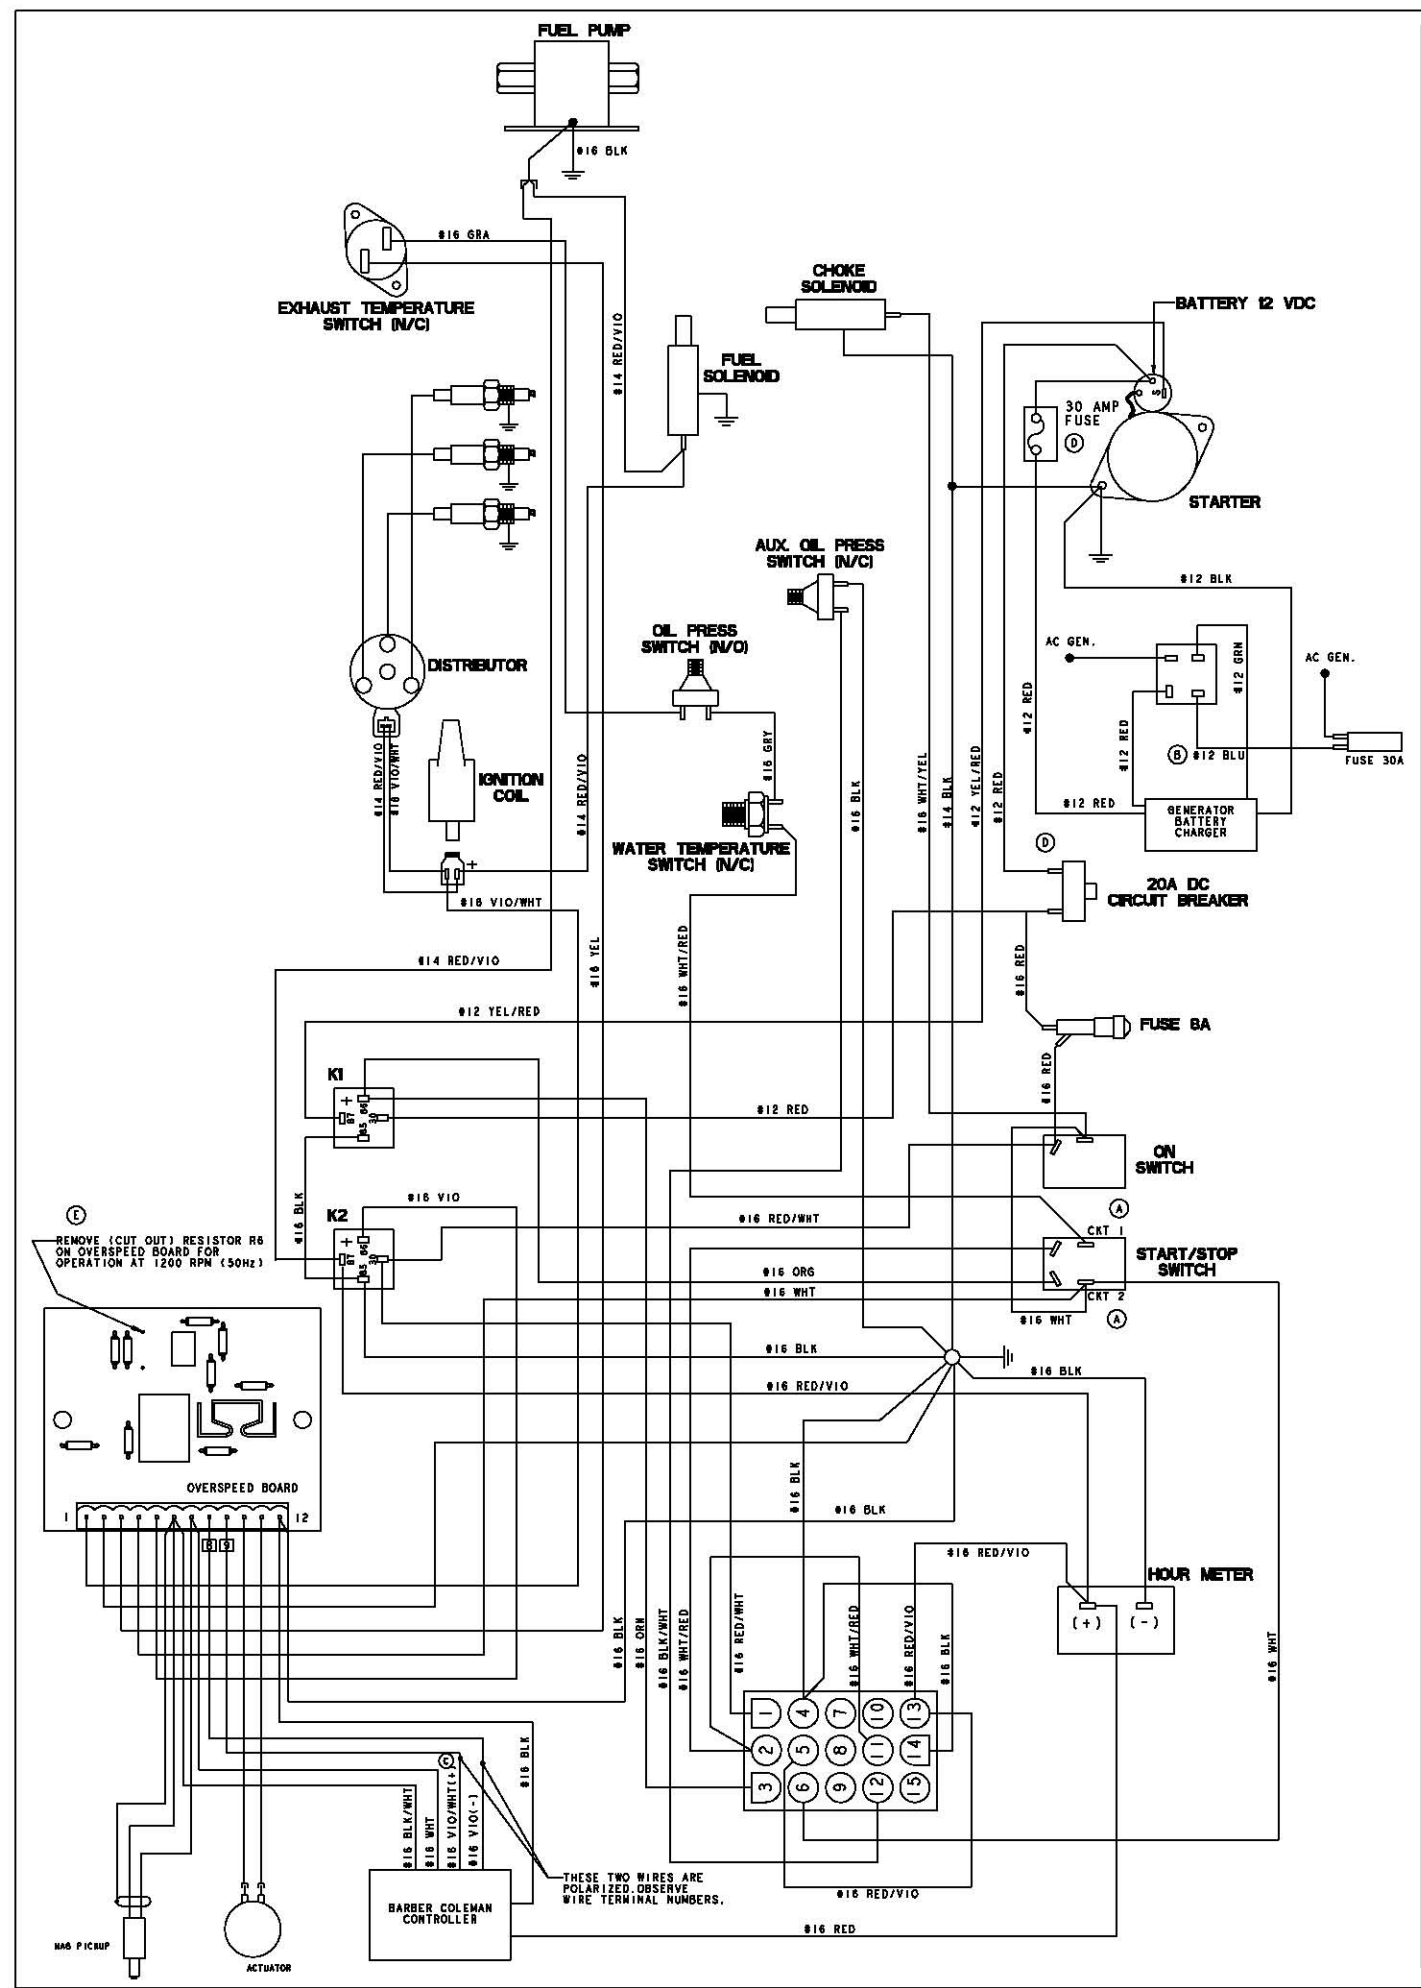 FUEL PUMP
#16 BLK
#16 GRA
EXHAUST TEMPERATURE
SWITCH (N/C)
#14 RED/VIO
CHOKE
SOLENOID
BATTERY 12 VDC
FUEL
SOLENOID
30 AMP
FUSE
D
S
STARTER
AUX. OIL PRESS
SWITCH (N/C)
#12 BLK
OIL PRESS
SWITCH (N/O)
AC GEN.
#12 GRN
AC GEN.
DISTRIBUTOR
#12 RED
#12 RED
B
#12 BLU
FUSE 30A
#14 RED/VIO
#16 VIO/WHT
IGNITION
COIL
#14 RED/VIO
#16 GRY
#16 BLK
#16 WHT/YEL
#14 BLK
#12 YEL/RED
#12 RED
#12 RED
GENERATOR
BATTERY
CHARGER
WATER TEMPERATURE
SWITCH (N/C)
+
D
20A DC
CIRCUIT BREAKER
#16 VIO/WHT
#14 RED/VIO
#16 YEL
#16 WHT/RED
#16 RED
#12 YEL/RED
FUSE 8A
K1
+
86
87
30
85
#12 RED
#16 RED
ON
SWITCH
#16 BLK
#16 VIO
K2
+
86
87
30
85
#16 RED/WHT
A
CKT 1
START/STOP
SWITCH
E
REMOVE (CUT OUT) RESISTOR R6
ON OVERSPEED BOARD FOR
OPERATION AT 1200 RPM (50Hz)
#16 ORG
#16 WHT
CKT 2
#16 WHT
A
#16 BLK
#16 BLK
#16 RED/VIO
OVERSPEED BOARD
1
12
8
9
#16 BLK
#16 BLK
#16 RED/VIO
HOUR METER
(+)
(-)
#16 BLK
#16 ORN
#16 BLK/WHT
#16 WHT/RED
#16 RED/WHT
#16 WHT/RED
#16 RED/VIO
#16 BLK
#16 WHT
1
4
7
10
13
2
5
8
11
14
3
6
9
12
15
C
#16 BLK/WHT
#16 WHT
#16 VIO/WHT(+)
#16 VIO(-)
#16 BLK
THESE TWO WIRES ARE
POLARIZED.OBSERVE
WIRE TERMINAL NUMBERS.
#16 RED/VIO
BARBER COLEMAN
CONTROLLER
#16 RED
MAG PICKUP
ACTUATOR